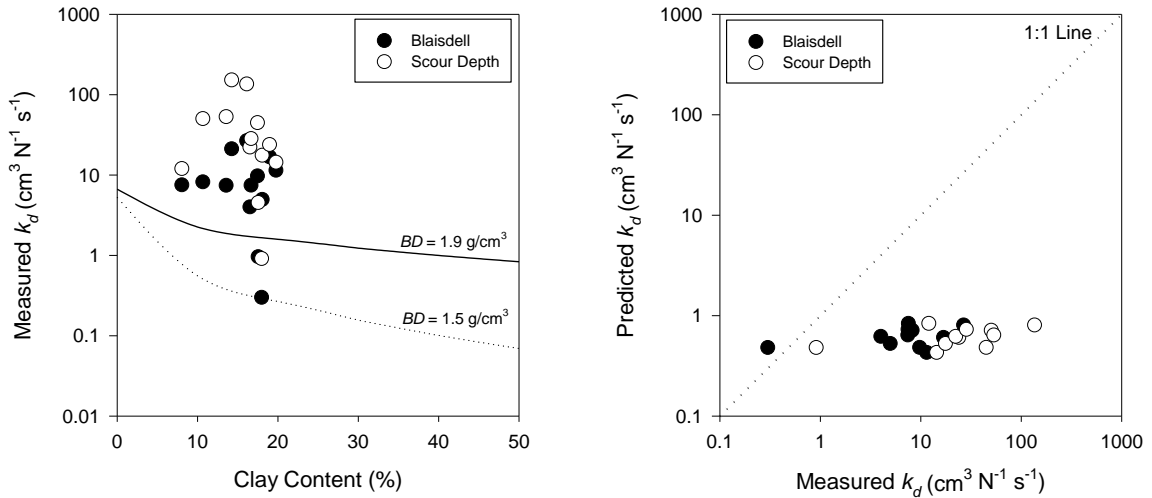 1000
100
10
1
0.1
0.01
Measured k_d (cm³ N⁻¹ s⁻¹)
Blaisdell
Scour Depth
BD = 1.9 g/cm³
BD = 1.5 g/cm³
0 10 20 30 40 50
Clay Content (%)
1000
100
10
1
0.1
Predicted k_d (cm³ N⁻¹ s⁻¹)
Blaisdell
Scour Depth
1:1 Line
0.1 1 10 100 1000
Measured k_d (cm³ N⁻¹ s⁻¹)